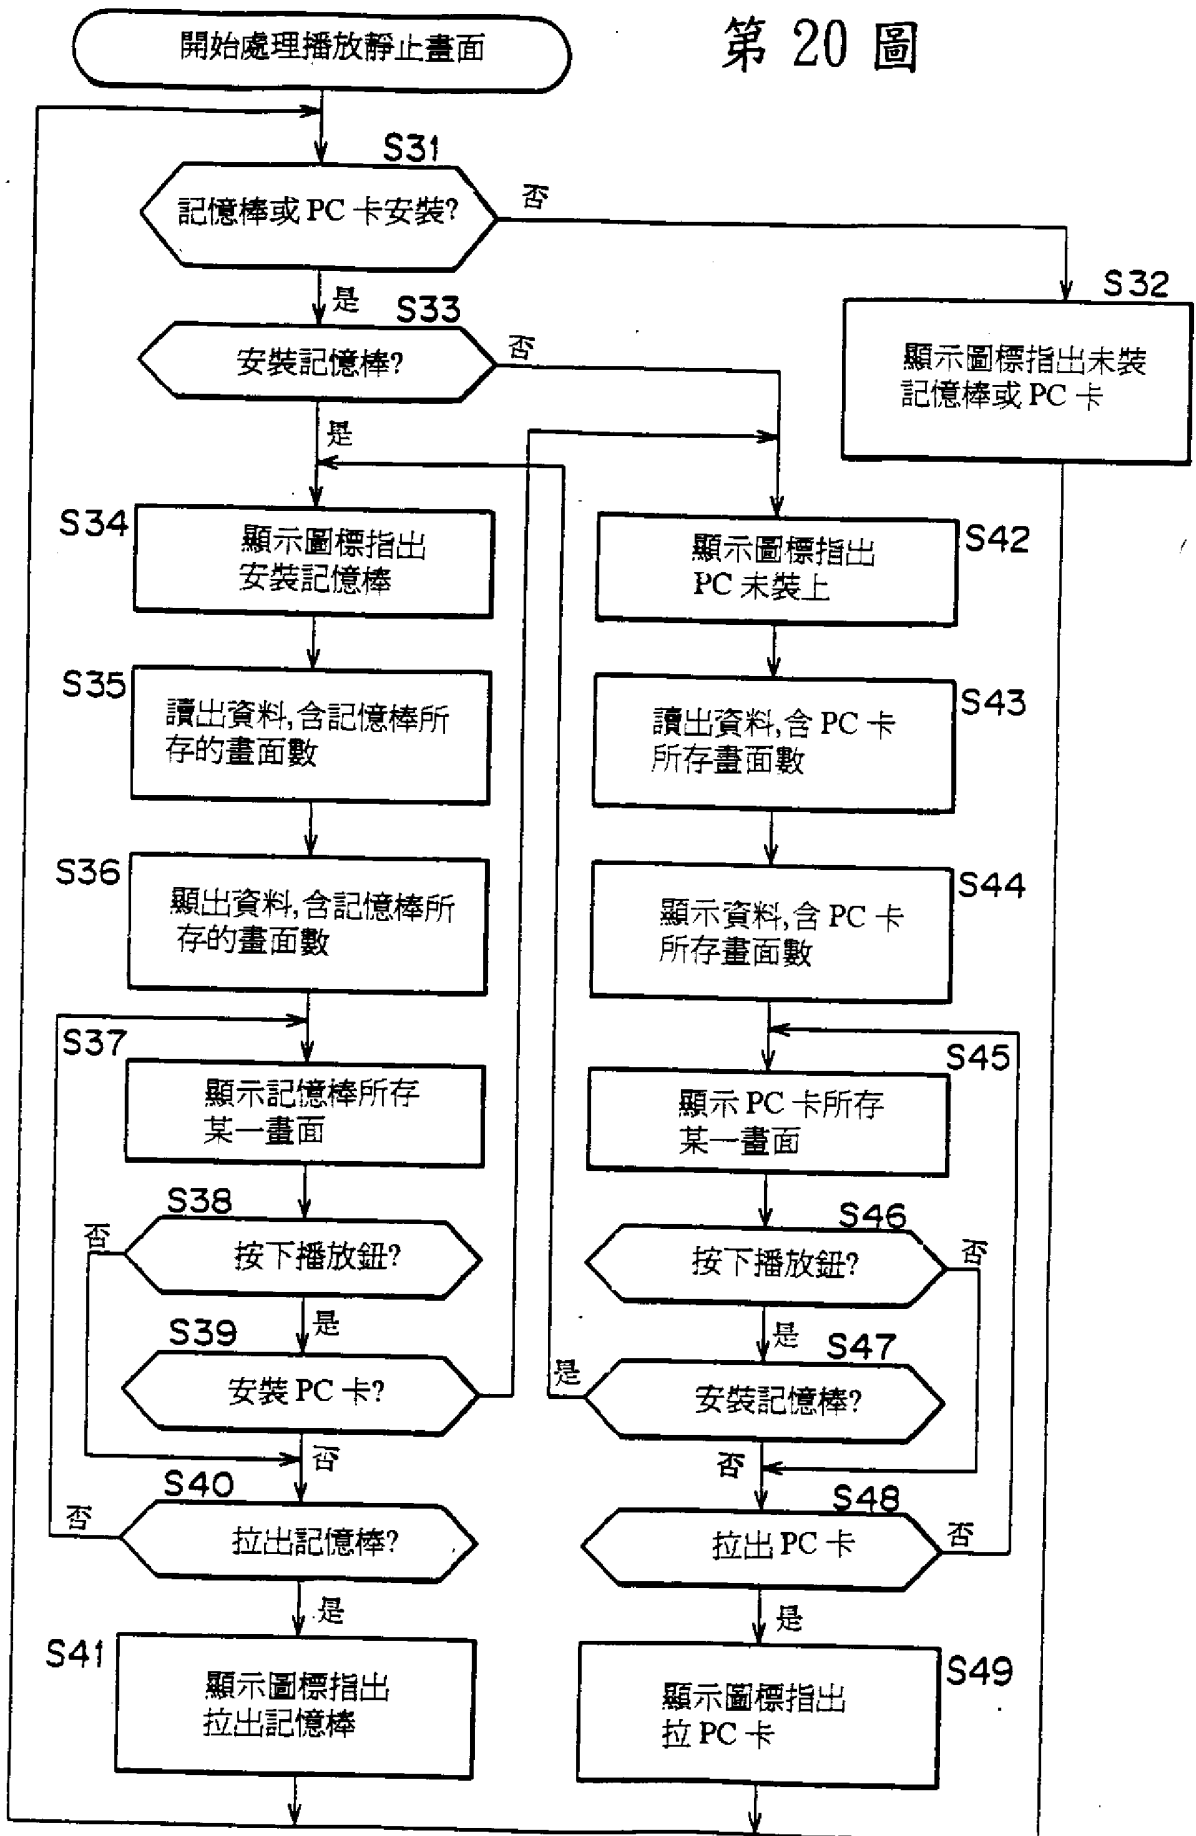 第 20 圖
開始處理播放靜止畫面
S31
記憶棒或 PC 卡安裝?
否
是
S32
顯示圖標指出未裝
記憶棒或 PC 卡
S33
安裝記憶棒?
否
是
S34
顯示圖標指出
安裝記憶棒
S42
顯示圖標指出
PC 未裝上
S35
讀出資料,含記憶棒所
存的畫面數
S43
讀出資料,含 PC 卡
所存畫面數
S36
顯出資料,含記憶棒所
存的畫面數
S44
顯示資料,含 PC 卡
所存畫面數
S37
顯示記憶棒所存
某一畫面
S45
顯示 PC 卡所存
某一畫面
S38
否
按下播放鈕?
是
S46
按下播放鈕?
否
是
S39
安裝 PC 卡?
否
S47
是
安裝記憶棒?
否
S40
否
拉出記憶棒?
是
S48
拉出 PC 卡
否
是
S41
顯示圖標指出
拉出記憶棒
S49
顯示圖標指出
拉 PC 卡